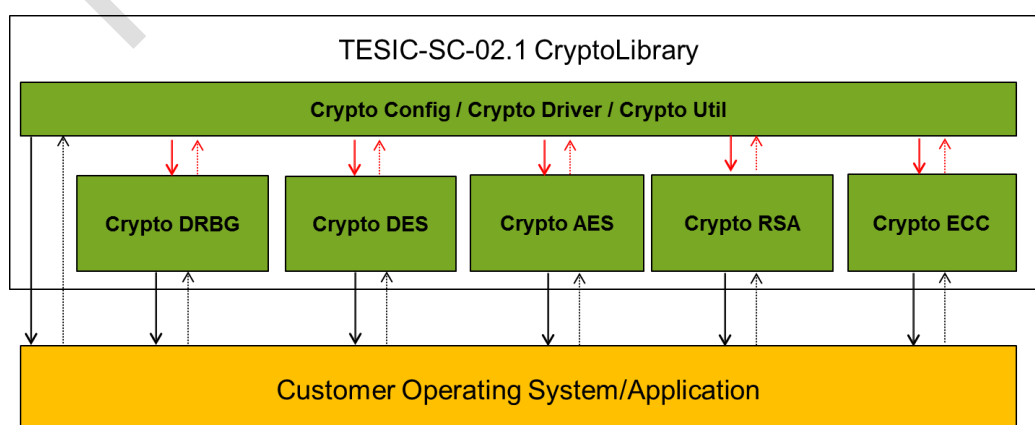 TESIC-SC-02.1 CryptoLibrary
Crypto Config / Crypto Driver / Crypto Util
Crypto DRBG
Crypto DES
Crypto AES
Crypto RSA
Crypto ECC
Customer Operating System/Application